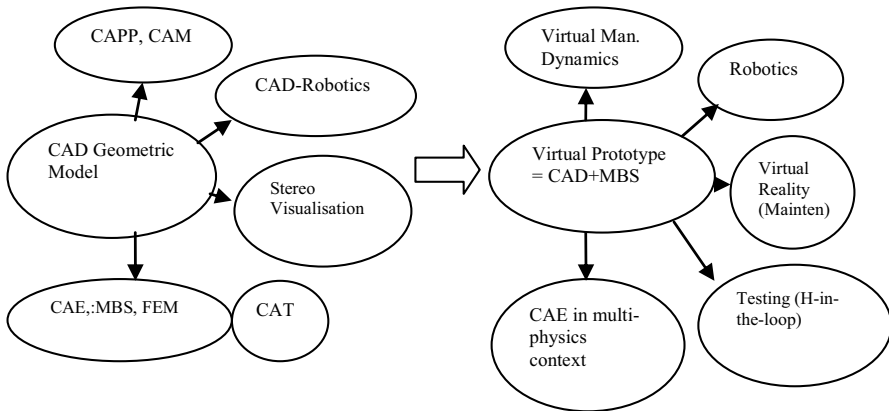 CAPP, CAM
CAD-Robotics
CAD Geometric
Model
Stereo
Visualisation
CAE,:MBS, FEM
CAT
Virtual Man.
Dynamics
Robotics
Virtual Prototype
= CAD+MBS
Virtual
Reality
(Mainten)
CAE in multi-
physics
context
Testing (H-in-
the-loop)